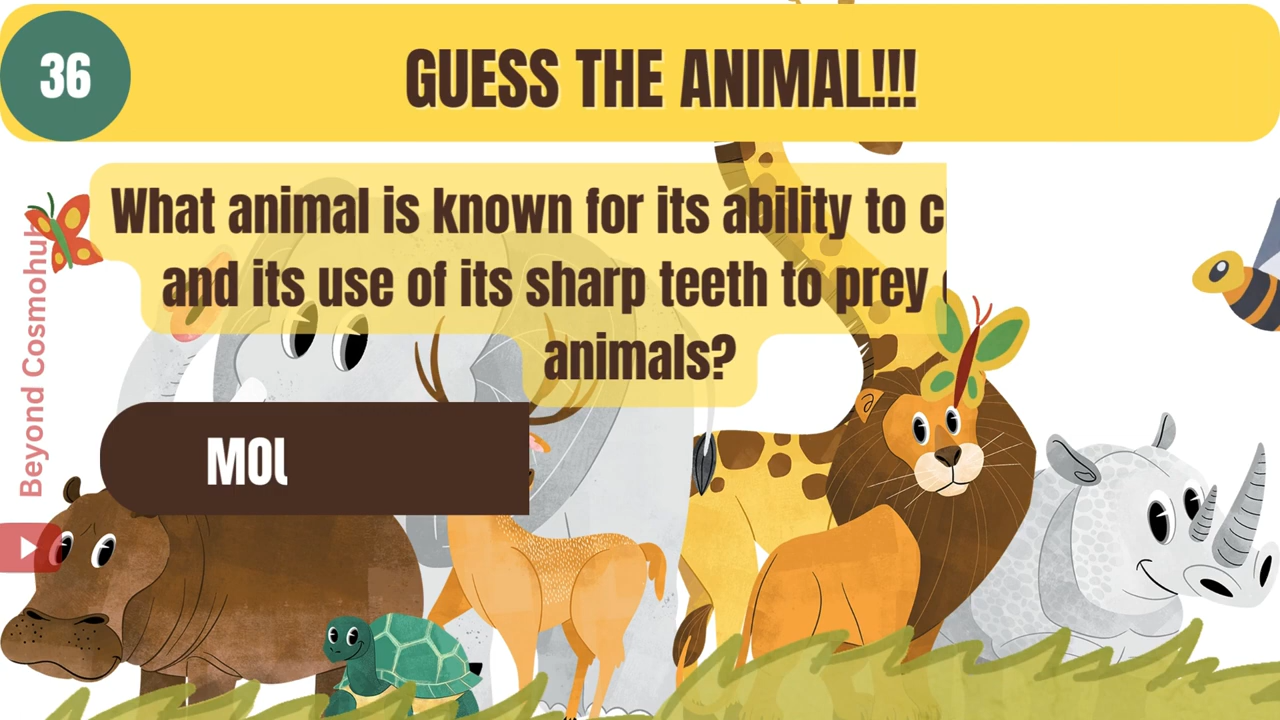 36
GUESS THE ANIMAL!!!
What animal is known for its ability to c
and its use of its sharp teeth to prey
animals?
MOU
Beyond Cosmohub